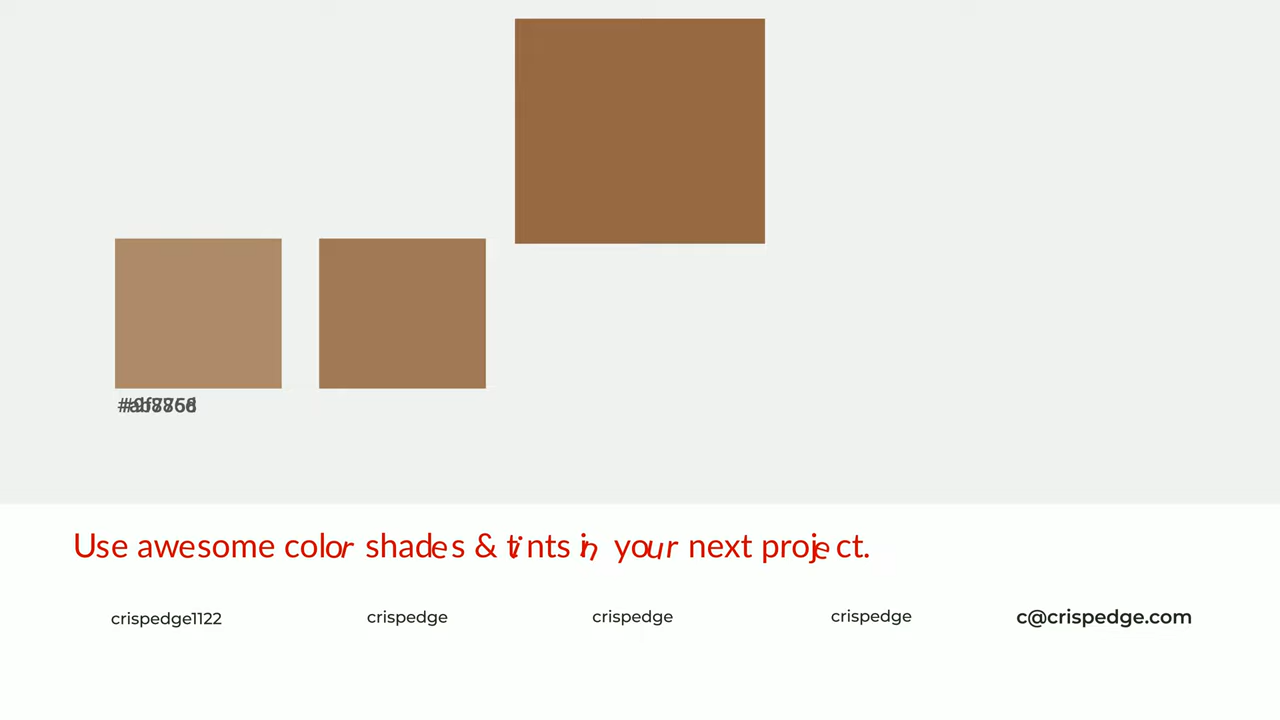 Use awesome color shades & tints in your next project.
crispedge1122 crispedge crispedge crispedge c@crispedge.com